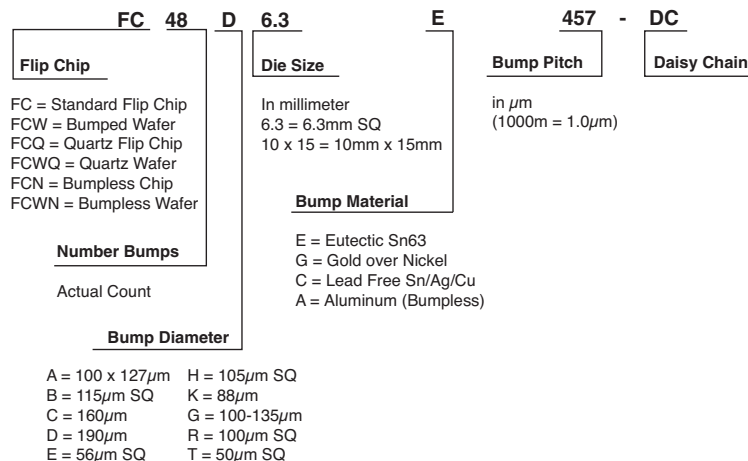 FC 48 D 6.3 E 457 - DC
Flip Chip
FC = Standard Flip Chip
FCW = Bumped Wafer
FCQ = Quartz Flip Chip
FCWQ = Quartz Wafer
FCN = Bumpless Chip
FCWN = Bumpless Wafer
Die Size
In millimeter
6.3 = 6.3mm SQ
10 x 15 = 10mm x 15mm
Bump Pitch
in µm
(1000m = 1.0µm)
Daisy Chain
Bump Material
E = Eutectic Sn63
G = Gold over Nickel
C = Lead Free Sn/Ag/Cu
A = Aluminum (Bumpless)
Number Bumps
Actual Count
Bump Diameter
A = 100 x 127µm
B = 115µm SQ
C = 160µm
D = 190µm
E = 56µm SQ
H = 105µm SQ
K = 88µm
G = 100-135µm
R = 100µm SQ
T = 50µm SQ